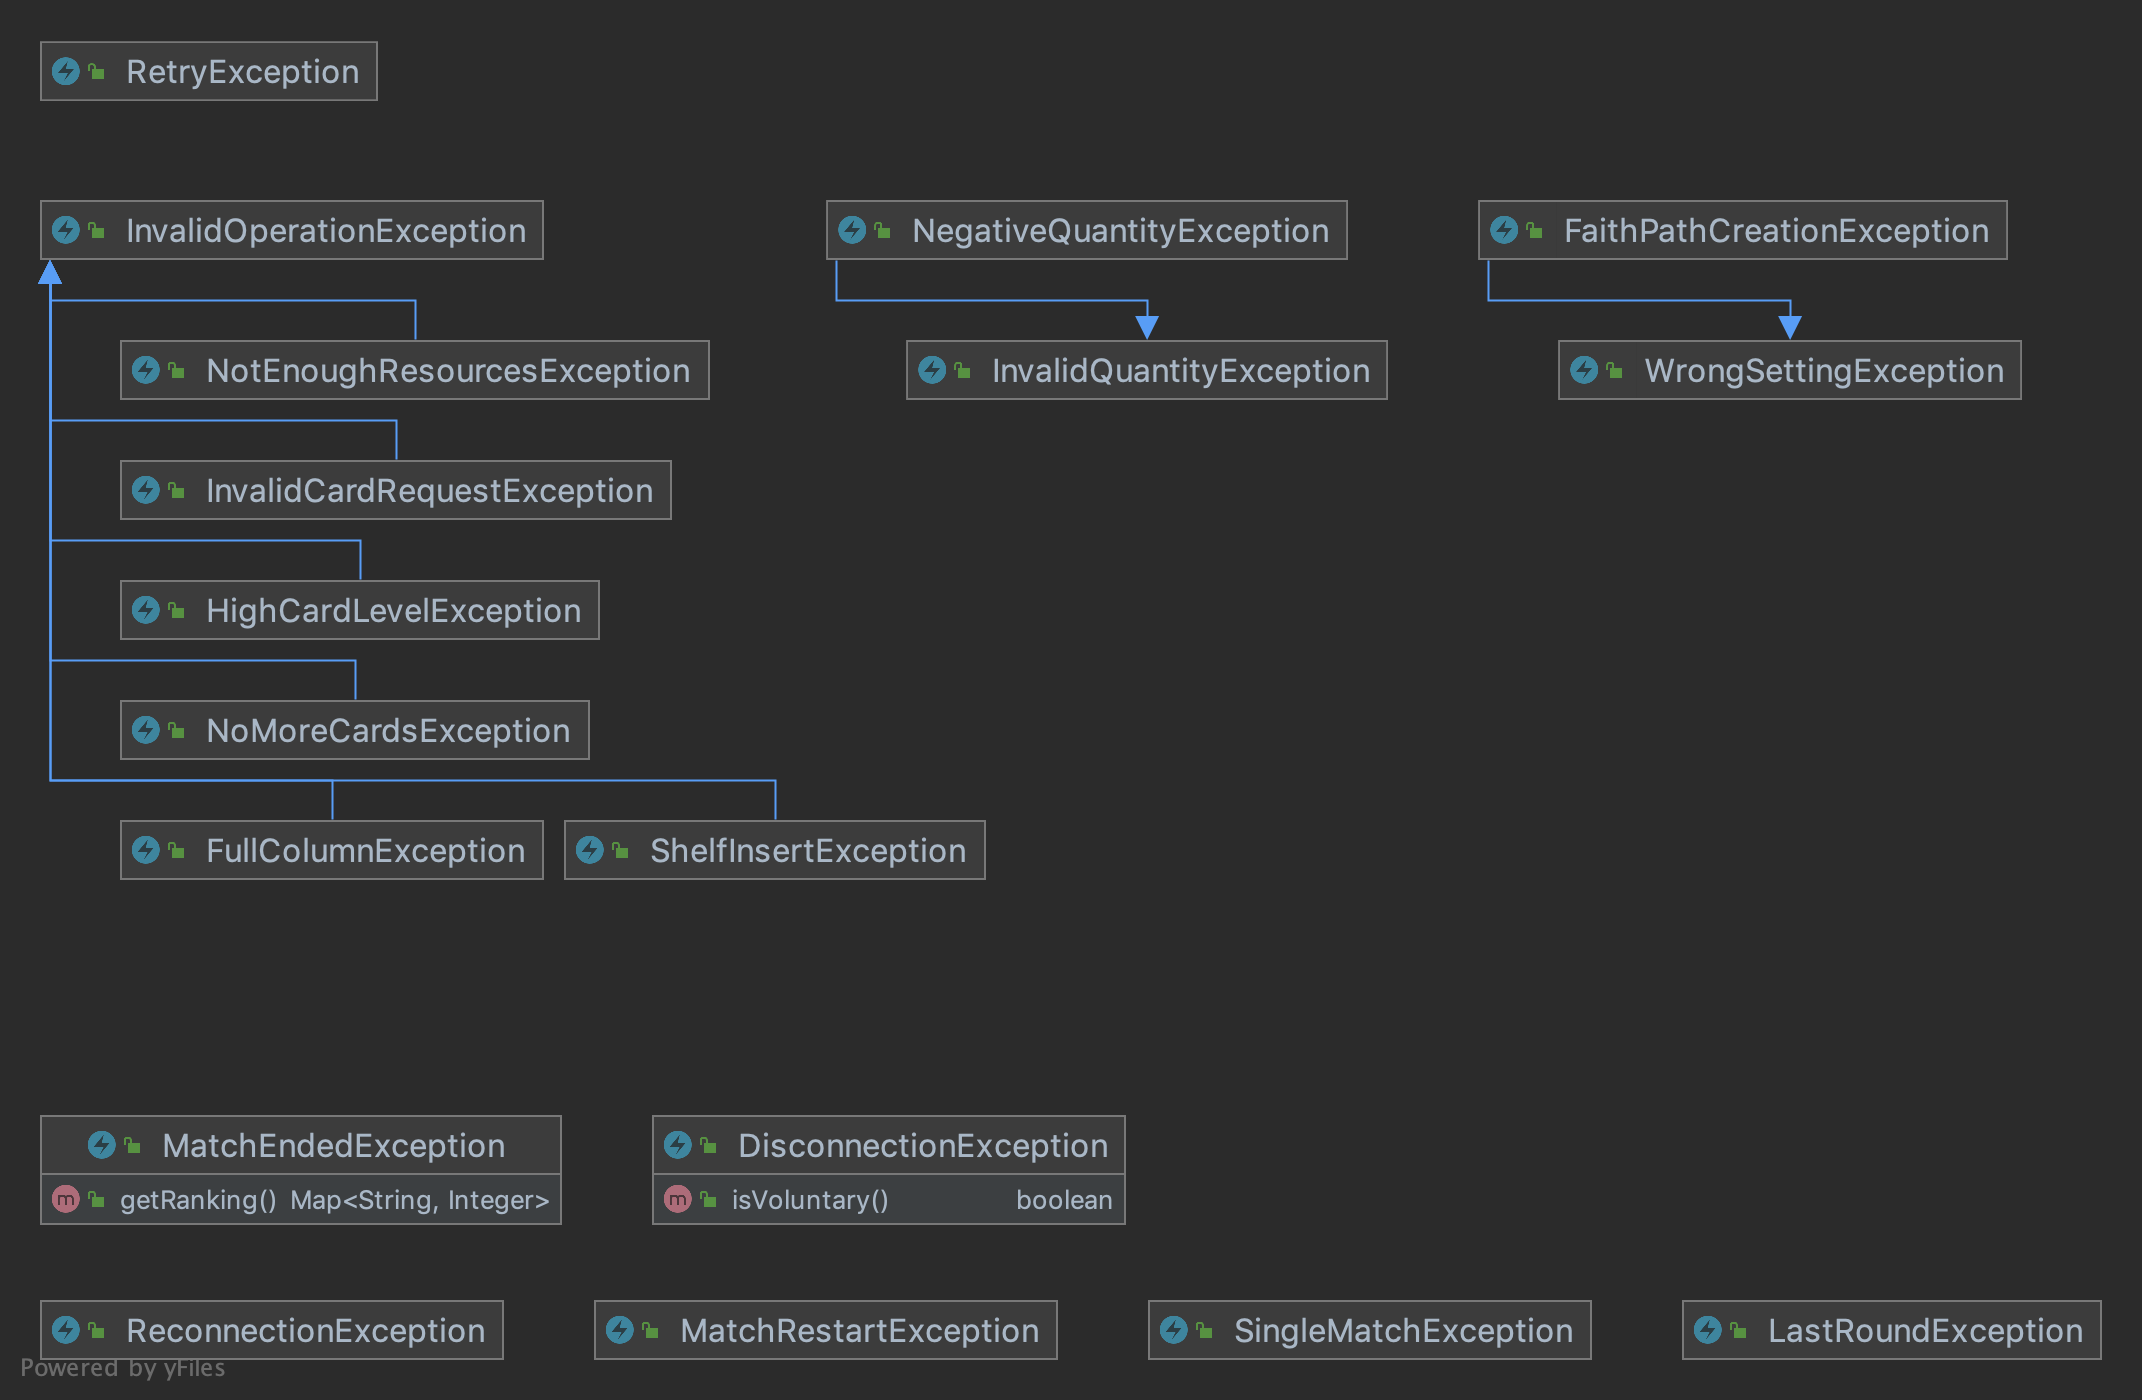 RetryException
InvalidOperationException
NegativeQuantityException
FaithPathCreationException
NotEnoughResourcesException
InvalidQuantityException
WrongSettingException
InvalidCardRequestException
HighCardLevelException
NoMoreCardsException
FullColumnException
ShelfInsertException
MatchEndedException
getRanking() Map<String, Integer>
DisconnectionException
isVoluntary() boolean
ReconnectionException
MatchRestartException
SingleMatchException
LastRoundException
Powered by yFiles